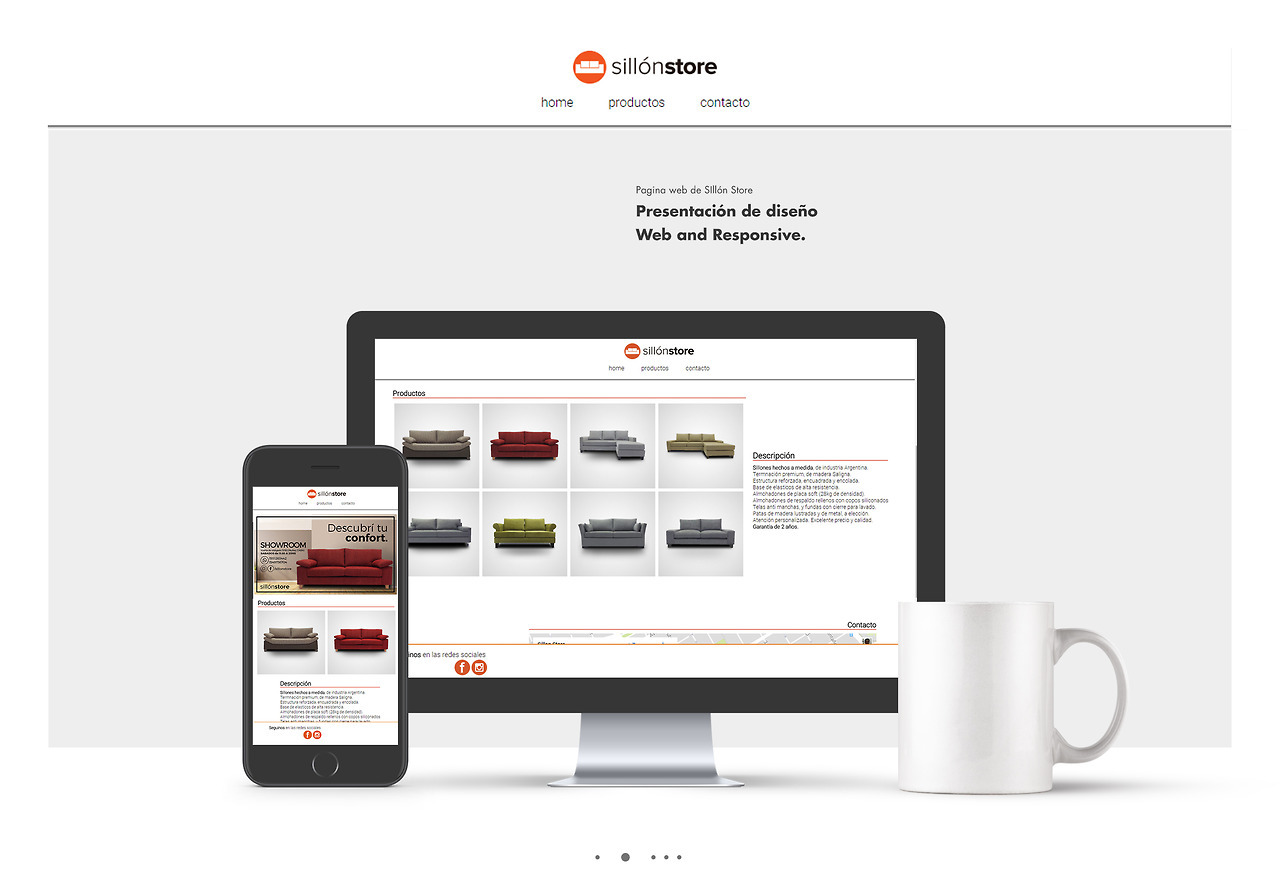 sillónstore
home productos contacto
Pagina web de SIllón Store
Presentación de diseño
Web and Responsive.
sillónstore
home productos contacto
Productos
Descripción
Sillones hechos a medida, de industria Argentina.
Termnación premium, de madera Saligna.
Estructura reforzada, encuadrada y encolada.
Base de elasticos de alta resistencia.
Almohadones de placa soft (28kg de densidad).
Almohadones de respaldo rellenos con copos siliconados
Telas anti manchas, y fundas con cierre para lavado.
Patas de madera lustradas y de metal, a elección.
Atención personalizada. Excelente precio y calidad
Garantía de 2 años.
Contacto
inos en las redes sociales
sillónstore
home productos contacto
Descubrí tu
confort.
SHOWROOM
sillónstore
Productos
Descripción
Sillones hechos a medida, de industria Argentina.
Termnación premium, de madera Saligna.
Estructura reforzada, encuadrada y encolada.
Base de elasticos de alta resistencia.
Almohadones de placa soft (28kg de densidad).
Almohadones de respaldo rellenos con copos siliconados
Seguinos en las redes sociales